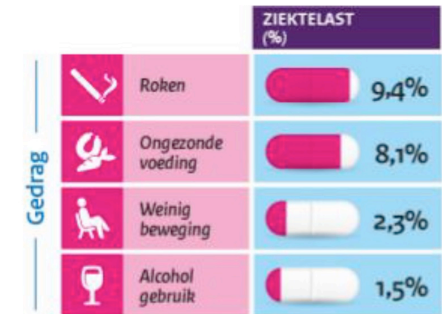 ZIEKTELAST
(%)
Gedrag
Roken
9,4%
Ongezonde
voeding
8,1%
Weinig
beweging
2,3%
Alcohol
gebruik
1,5%